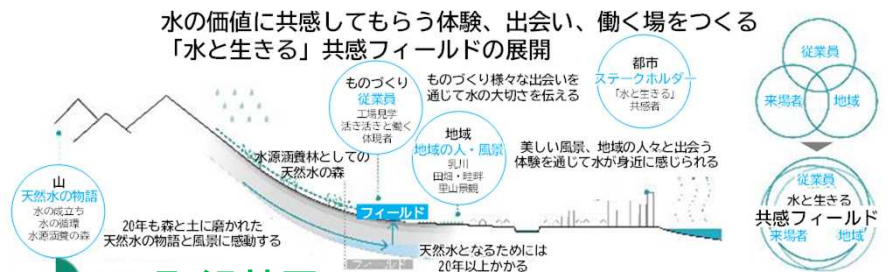 水の価値に共感してもらう体験、出会い、働く場をつくる
「水と生きる」共感フィールドの展開
ものづくり
従業員
工場見学
活き活きと働く
体現者
ものづくり様々な出会いを
通じて水の大切さを伝える
都市
ステークホルダー
「水と生きる」
共感者
従業員
来場者
地域
水源涵養林としての
天然水の森
地域
地域の人・風景
乳川
田畑・畦畔
里山景観
美しい風景、地域の人々と出会う
体験を通じて水が身近に感じられる
山
天然水の物語
水の成立ち
水の循環
水源涵養の森
20年も森と土に磨かれた
天然水の物語と風景に感動する
フィールド
天然水となるためには
20年以上かかる
フィールド
従業員
水と生きる
共感フィールド
来場者
地域